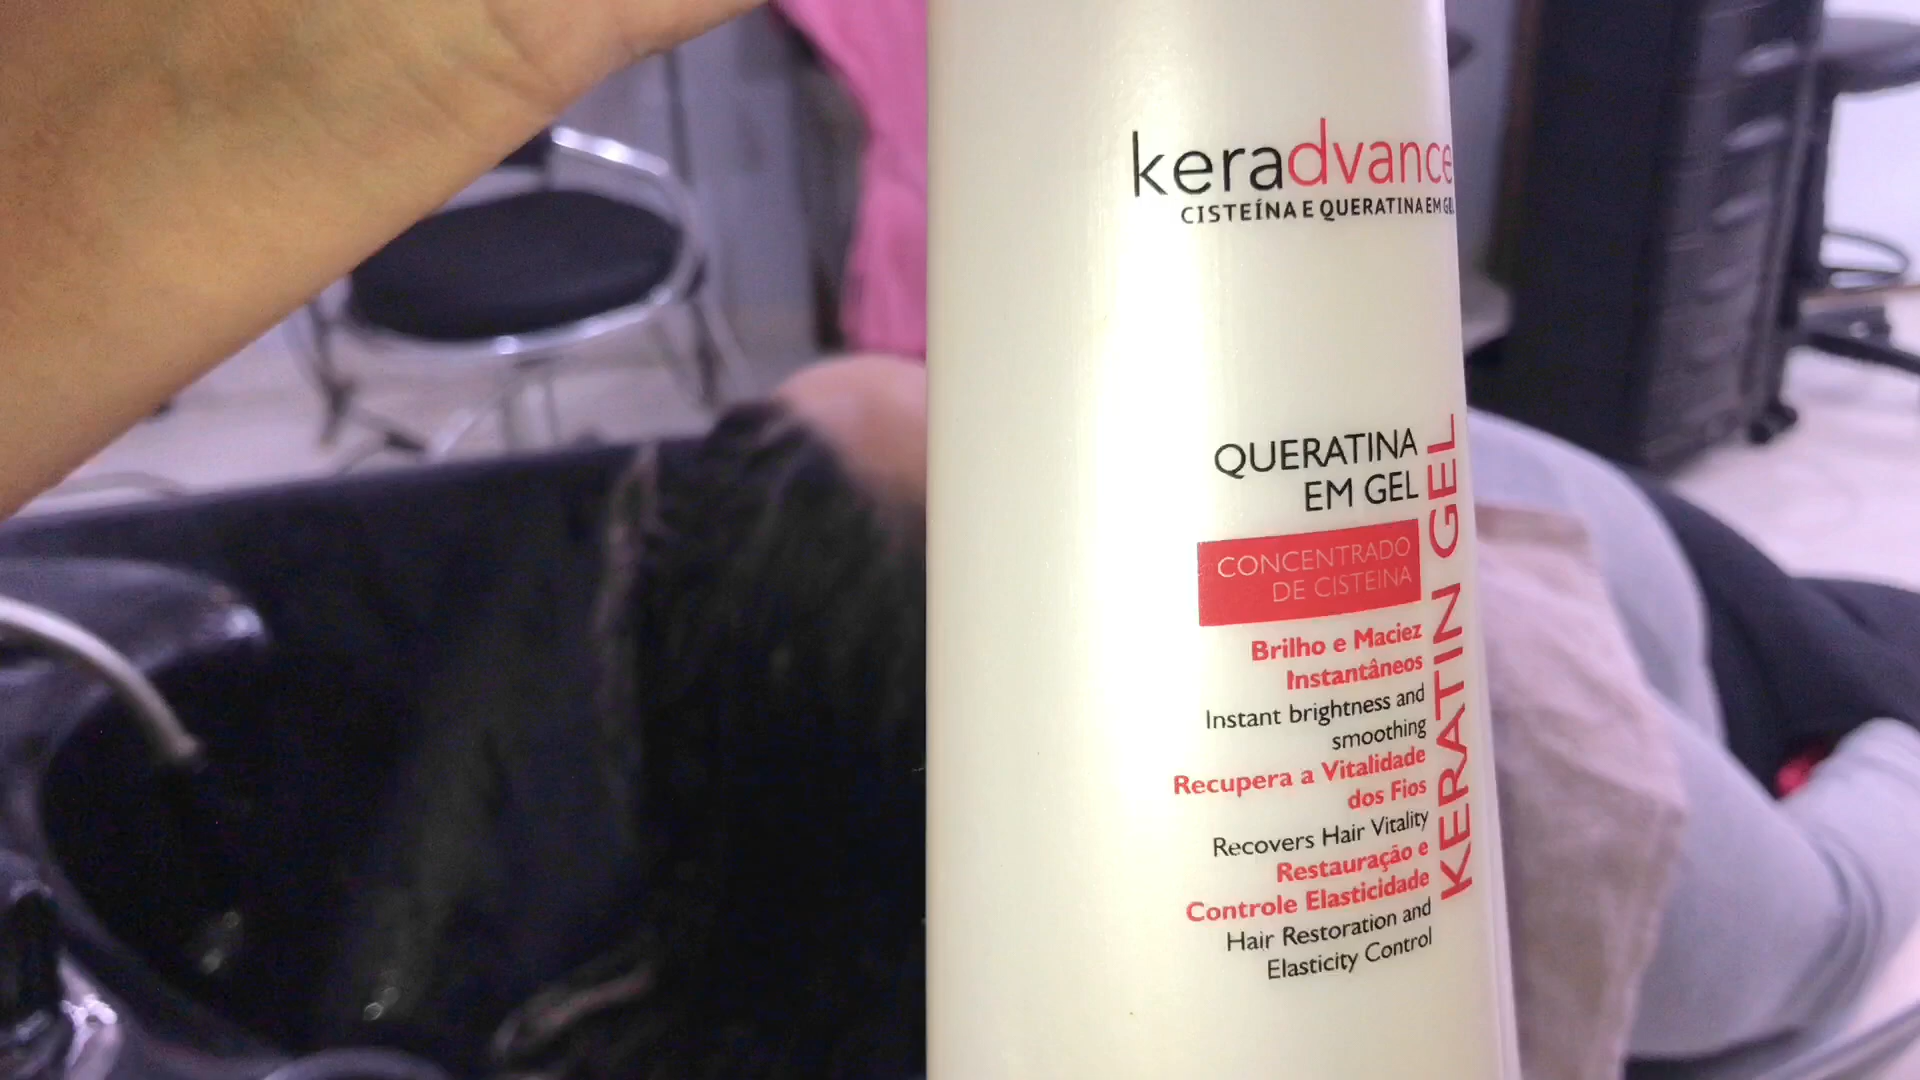 keradvance
CISTEÍNA E QUERATINA EM GEL
QUERATINA
EM GEL
CONCENTRADO
DE CISTEINA
Brilho e Maciez
Instantâneos
Instant brightness and
smoothing
Recupera a Vitalidade
dos Fios
Recovers Hair Vitality
Restauração e
Controle Elasticidade
Hair Restoration and
Elasticity Control
KERATIN GEL